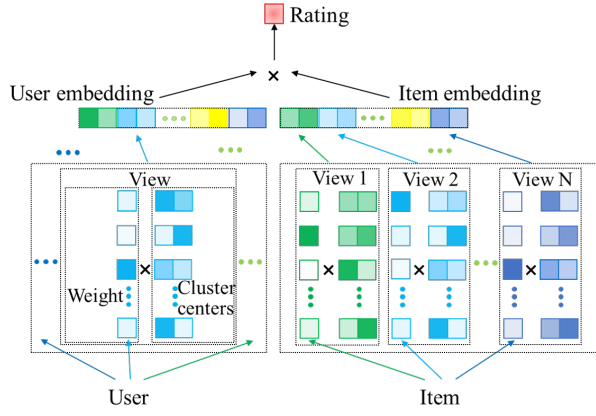 Rating
×
User embedding
Item embedding
View
View 1
View 2
View N
×
×
×
×
Weight
Cluster
centers
User
Item